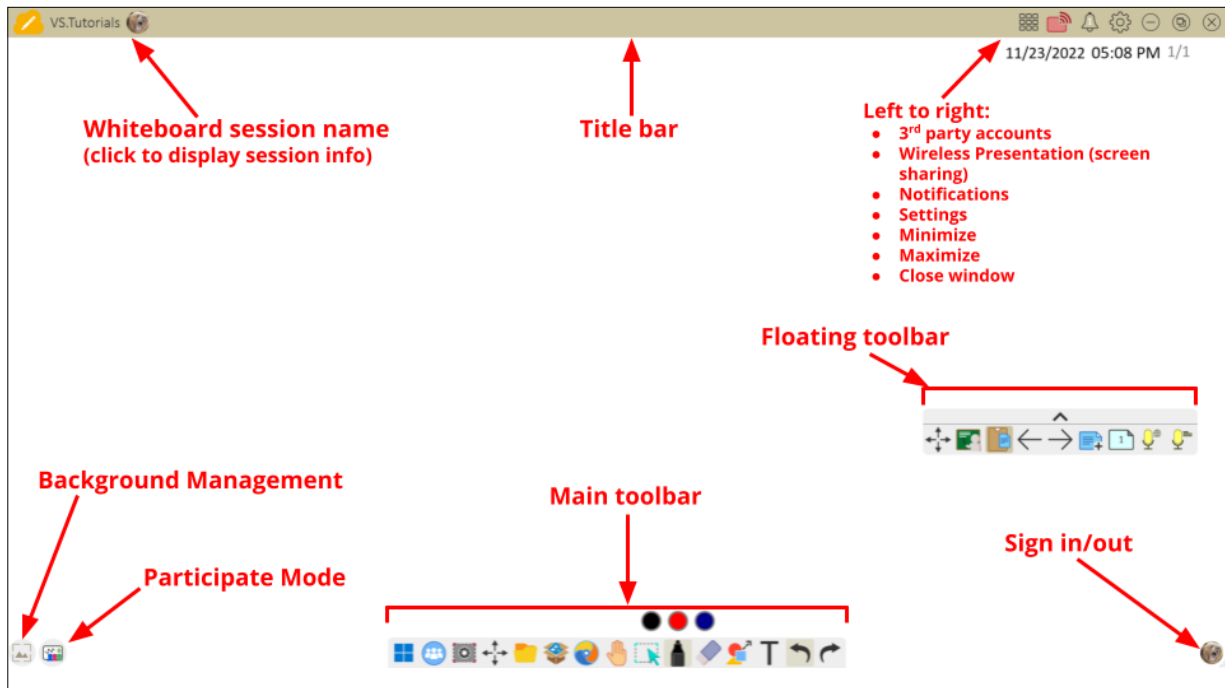 VS.Tutorials
11/23/2022 05:08 PM 1/1
Whiteboard session name
(click to display session info)
Title bar
Left to right:
● 3rd party accounts
● Wireless Presentation (screen
sharing)
● Notifications
● Settings
● Minimize
● Maximize
● Close window
Floating toolbar
1
Background Management
Main toolbar
Sign in/out
Participate Mode
T